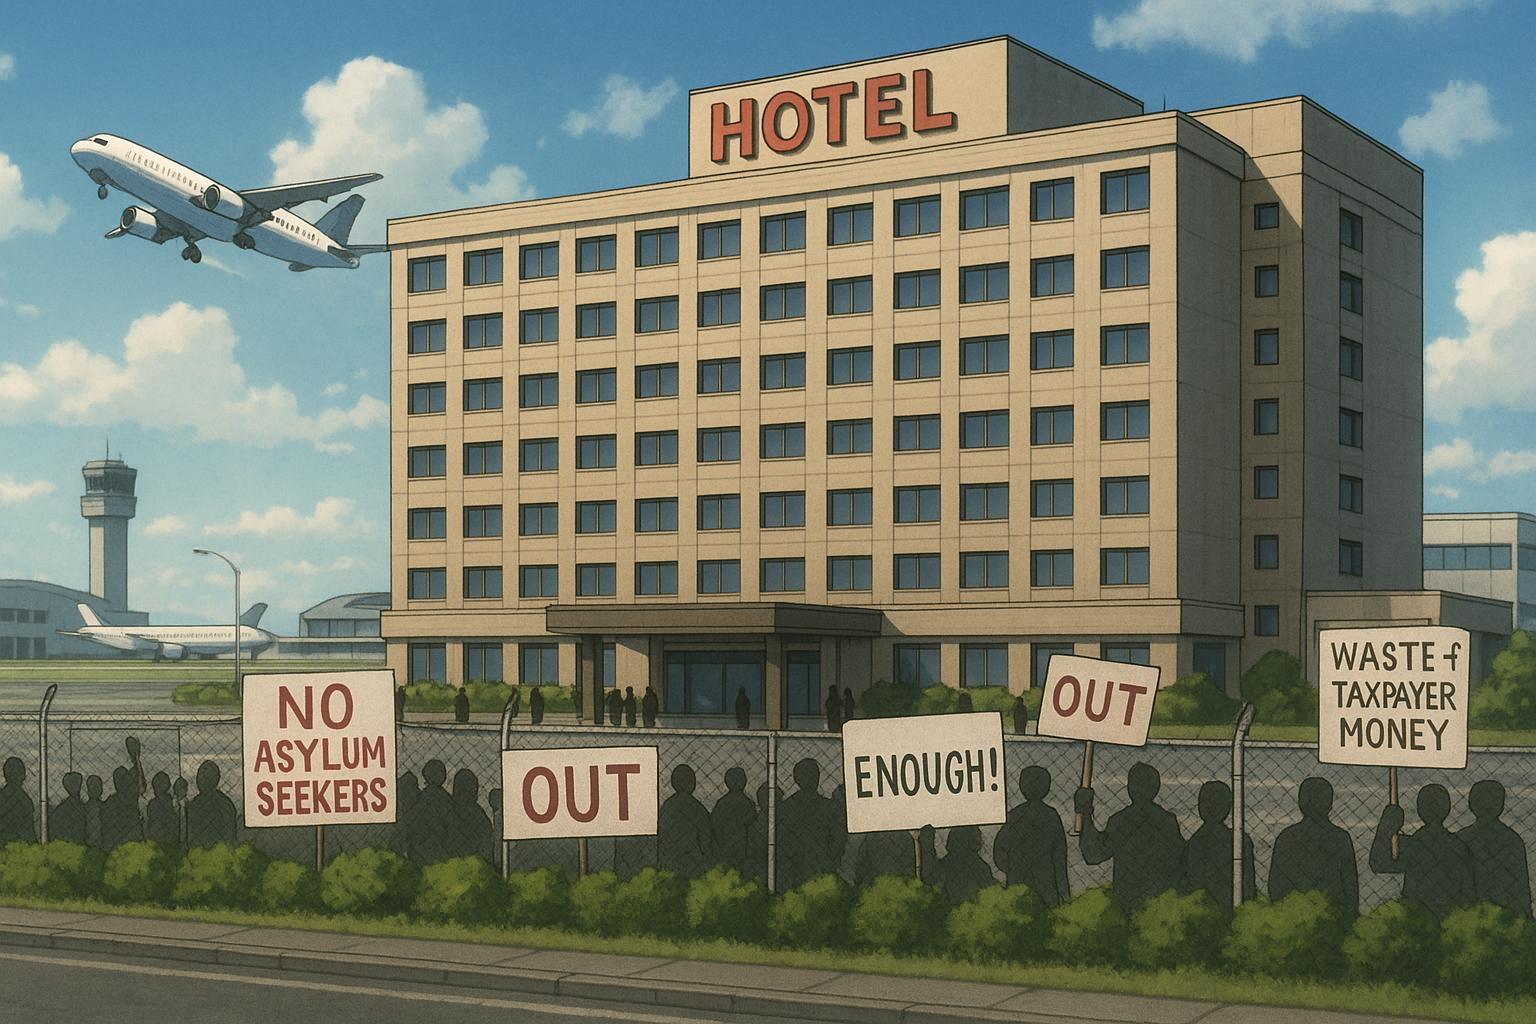 HOTEL
NO
ASYLUM
SEEKERS
OUT
ENOUGH!
OUT
WASTE f
TAXPAYER
MONEY